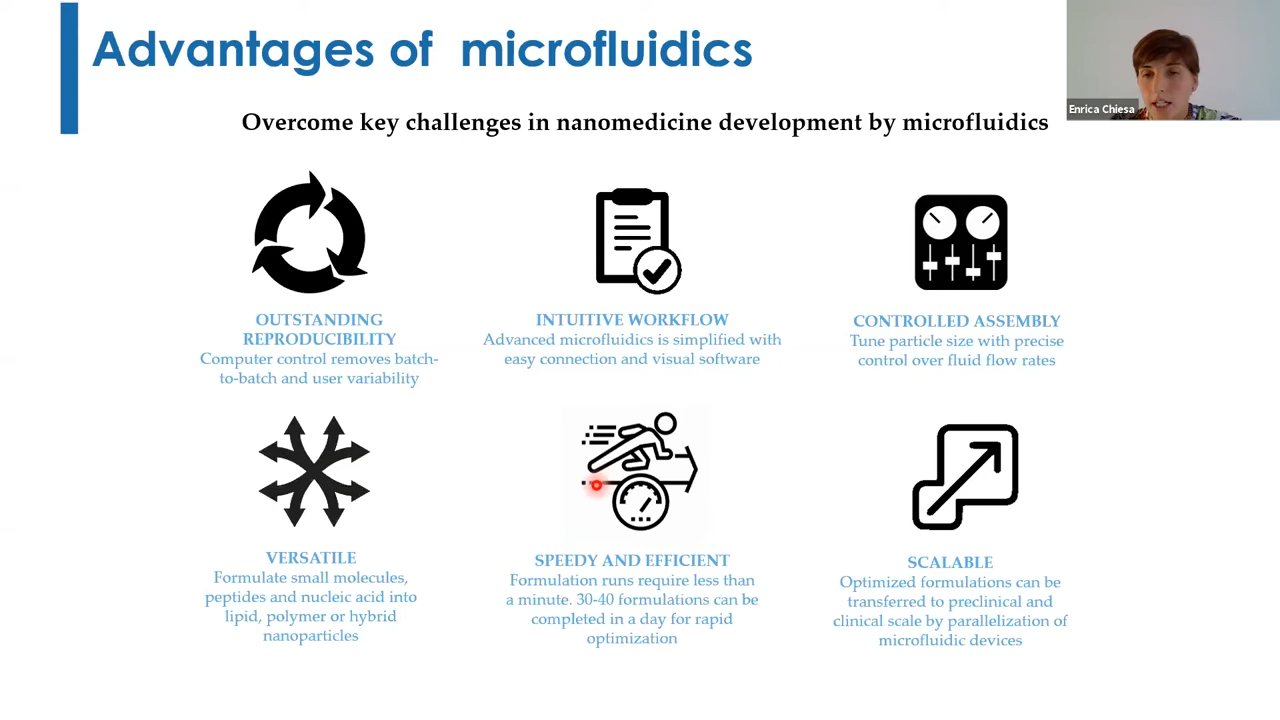 Advantages of microfluidics
Enrica Chiesa
Overcome key challenges in nanomedicine development by microfluidics
OUTSTANDING
REPRODUCIBILITY
Computer control removes batch-
to-batch and user variability
INTUITIVE WORKFLOW
Advanced microfluidics is simplified with
easy connection and visual software
CONTROLLED ASSEMBLY
Tune particle size with precise
control over fluid flow rates
VERSATILE
Formulate small molecules,
peptides and nucleic acid into
lipid, polymer or hybrid
nanoparticles
SPEEDY AND EFFICIENT
Formulation runs require less than
a minute. 30-40 formulations can be
completed in a day for rapid
optimization
SCALABLE
Optimized formulations can be
transferred to preclinical and
clinical scale by parallelization of
microfluidic devices